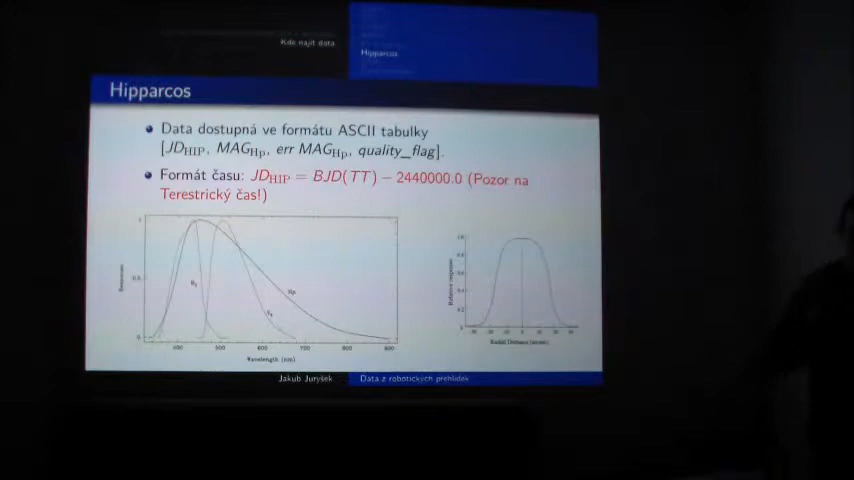 Kde najít data
Hipparcos
Hipparcos
Data dostupná ve formátu ASCII tabulky
[JD_HIP, MAG_Hp, err MAG_Hp, quality_flag].
Formát času: JD_HIP = BJD(TT) − 2440000.0 (Pozor na
Terestrický čas!)
Hp
Wavelength (nm)
Radial Distance (arcsec)
Jakub Juryšek
Data z robotických přehlídek